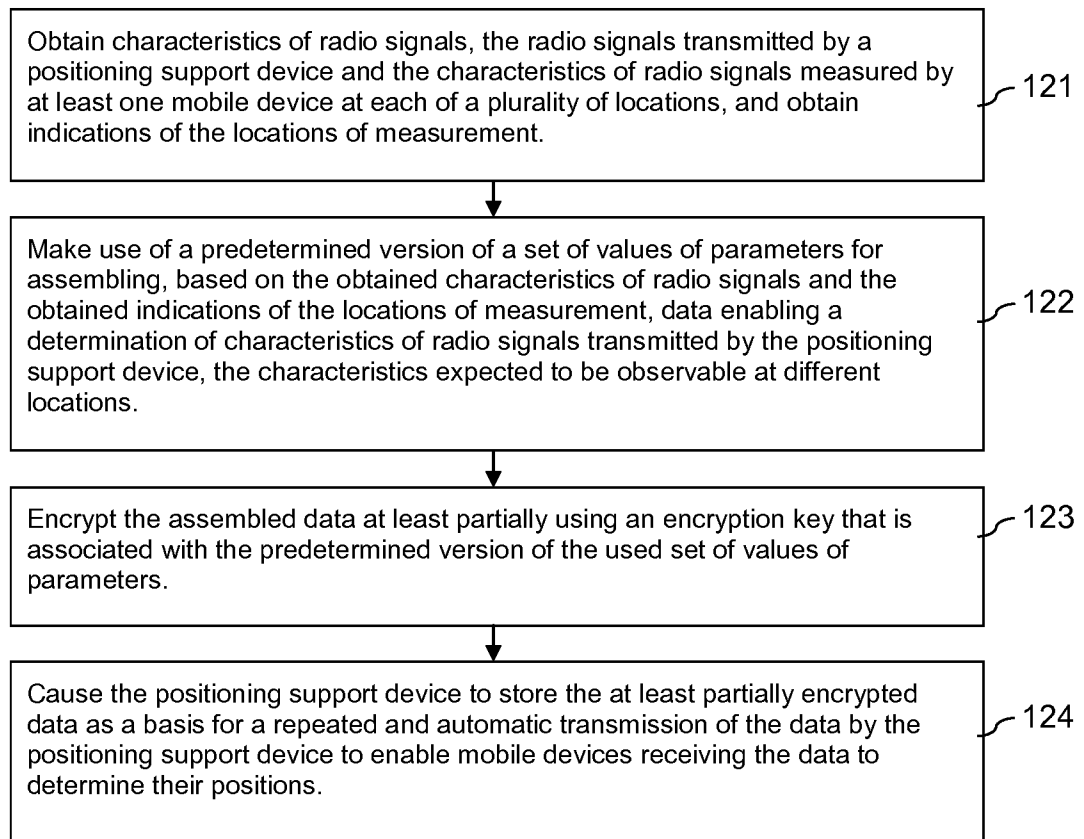 Obtain characteristics of radio signals, the radio signals transmitted by a
positioning support device and the characteristics of radio signals measured by
at least one mobile device at each of a plurality of locations, and obtain
indications of the locations of measurement.
121
Make use of a predetermined version of a set of values of parameters for
assembling, based on the obtained characteristics of radio signals and the
obtained indications of the locations of measurement, data enabling a
determination of characteristics of radio signals transmitted by the positioning
support device, the characteristics expected to be observable at different
locations.
122
Encrypt the assembled data at least partially using an encryption key that is
associated with the predetermined version of the used set of values of
parameters.
123
Cause the positioning support device to store the at least partially encrypted
data as a basis for a repeated and automatic transmission of the data by the
positioning support device to enable mobile devices receiving the data to
determine their positions.
124